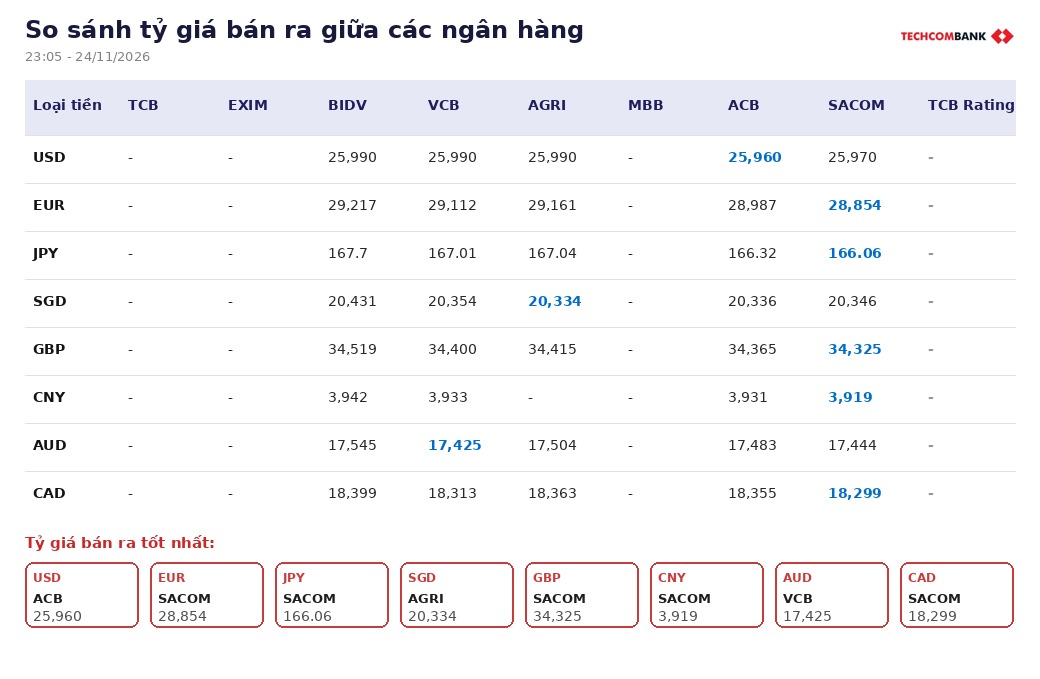 So sánh tỷ giá bán ra giữa các ngân hàng
TECHCOMBANK
23:05 - 24/11/2026
Loại tiền TCB EXIM BIDV VCB AGRI MBB ACB SACOM TCB Rating
USD - - 25,990 25,990 25,990 - 25,960 25,970 -
EUR - - 29,217 29,112 29,161 - 28,987 28,854 -
JPY - - 167.7 167.01 167.04 - 166.32 166.06 -
SGD - - 20,431 20,354 20,334 - 20,336 20,346 -
GBP - - 34,519 34,400 34,415 - 34,365 34,325 -
CNY - - 3,942 3,933 - - 3,931 3,919 -
AUD - - 17,545 17,425 17,504 - 17,483 17,444 -
CAD - - 18,399 18,313 18,363 - 18,355 18,299 -
Tỷ giá bán ra tốt nhất:
USD EUR JPY SGD GBP CNY AUD CAD
ACB SACOM SACOM AGRI SACOM SACOM VCB SACOM
25,960 28,854 166.06 20,334 34,325 3,919 17,425 18,299